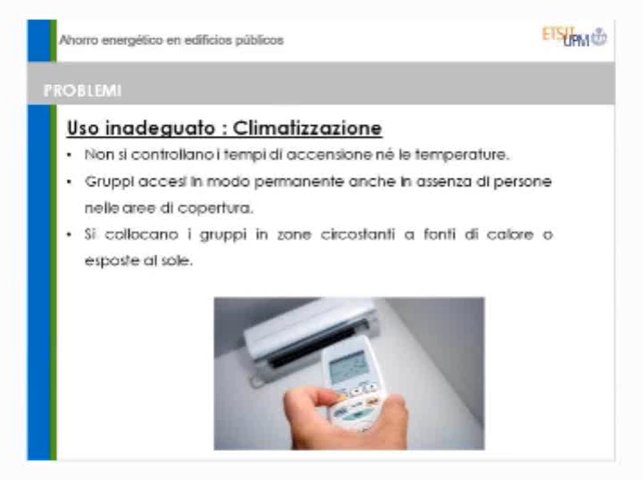 Ahorro energético en edificios públicos
ETSIT
UPM
PROBLEMI
Uso inadeguato : Climatizzazione
• Non si controllano i tempi di accensione né le temperature.
• Gruppi accesi in modo permanente anche in assenza di persone
nelle aree di copertura.
• Si collocano i gruppi in zone circostanti a fonti di calore o
esposte al sole.